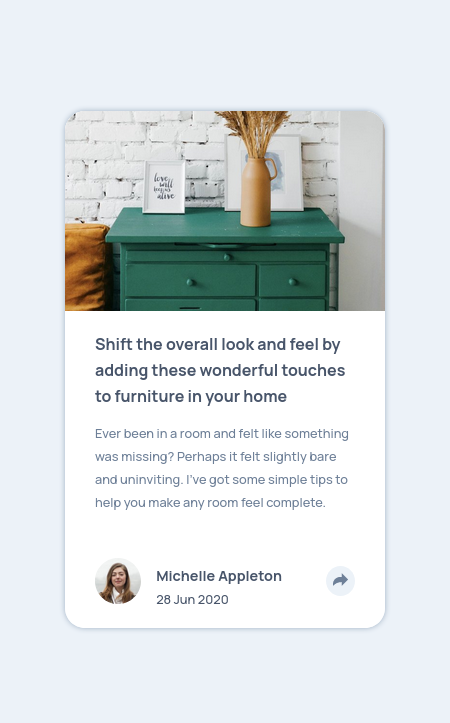 love
will
begins
alive
Shift the overall look and feel by
adding these wonderful touches
to furniture in your home
Ever been in a room and felt like something
was missing? Perhaps it felt slightly bare
and uninviting. I've got some simple tips to
help you make any room feel complete.
Michelle Appleton
28 Jun 2020